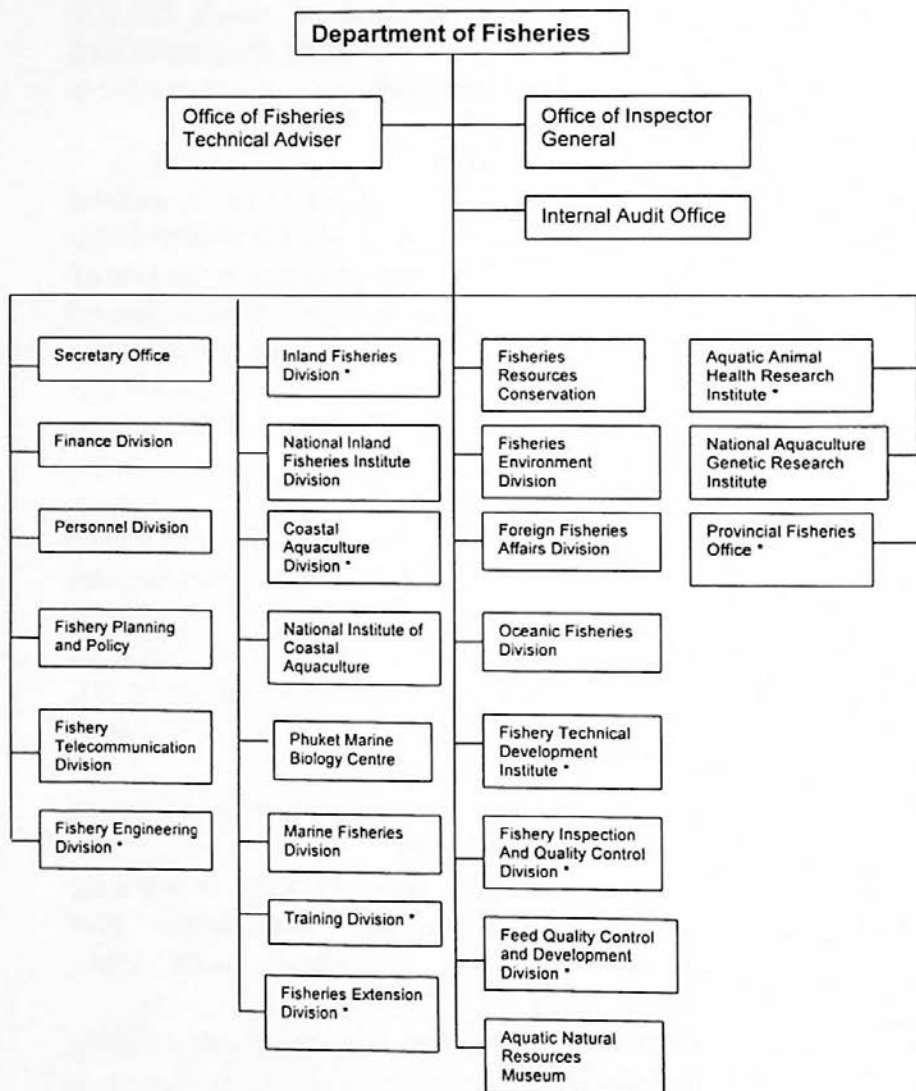 Department of Fisheries
Office of Fisheries
Technical Adviser
Office of Inspector
General
Internal Audit Office
Secretary Office
Finance Division
Personnel Division
Fishery Planning
and Policy
Fishery
Telecommunication
Division
Fishery Engineering
Division *
Inland Fisheries
Division *
National Inland
Fisheries Institute
Division
Coastal
Aquaculture
Division *
National Institute of
Coastal
Aquaculture
Phuket Marine
Biology Centre
Marine Fisheries
Division
Training Division *
Fisheries Extension
Division *
Fisheries
Resources
Conservation
Fisheries
Environment
Division
Foreign Fisheries
Affairs Division
Oceanic Fisheries
Division
Fishery Technical
Development
Institute *
Fishery Inspection
And Quality Control
Division *
Feed Quality Control
and Development
Division *
Aquatic Natural
Resources
Museum
Aquatic Animal
Health Research
Institute *
National Aquaculture
Genetic Research
Institute
Provincial Fisheries
Office *